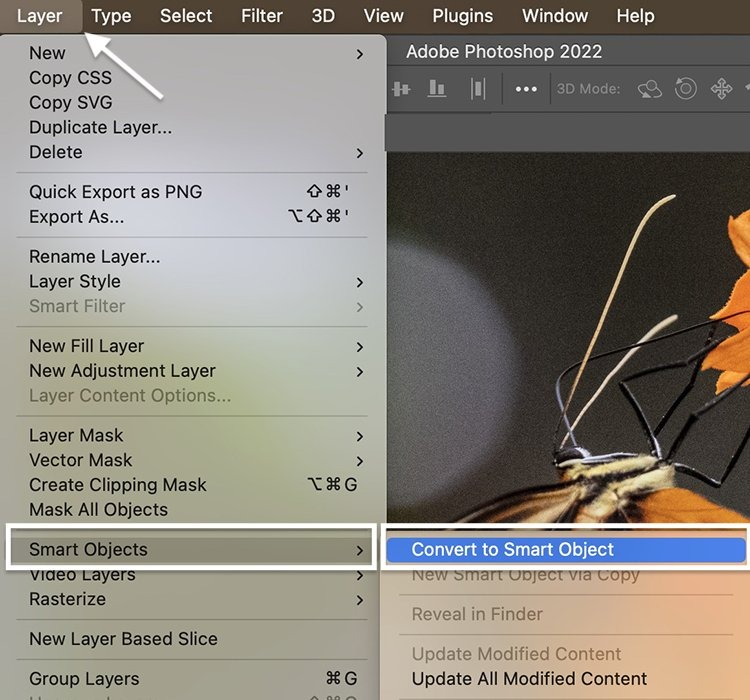 Layer Type Select Filter 3D View Plugins Window Help
Adobe Photoshop 2022
3D Mode:
New
Copy CSS
Copy SVG
Duplicate Layer...
Delete
Quick Export as PNG ⇧⌘'
Export As... ⌥⇧⌘'
Rename Layer...
Layer Style
Smart Filter
New Fill Layer
New Adjustment Layer
Layer Content Options...
Layer Mask
Vector Mask
Create Clipping Mask ⌥⌘G
Mask All Objects
Smart Objects
Video Layers
Rasterize
New Layer Based Slice
Group Layers ⌘G
Convert to Smart Object
New Smart Object via Copy
Reveal in Finder
Update Modified Content
Update All Modified Content